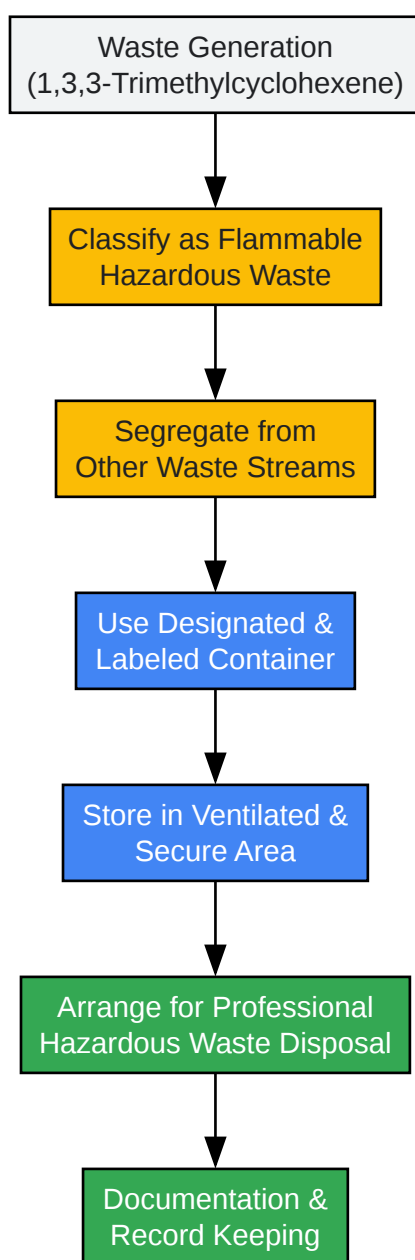 Waste Generation
(1,3,3-Trimethylcyclohexene)
Classify as Flammable
Hazardous Waste
Segregate from
Other Waste Streams
Use Designated &
Labeled Container
Store in Ventilated &
Secure Area
Arrange for Professional
Hazardous Waste Disposal
Documentation &
Record Keeping